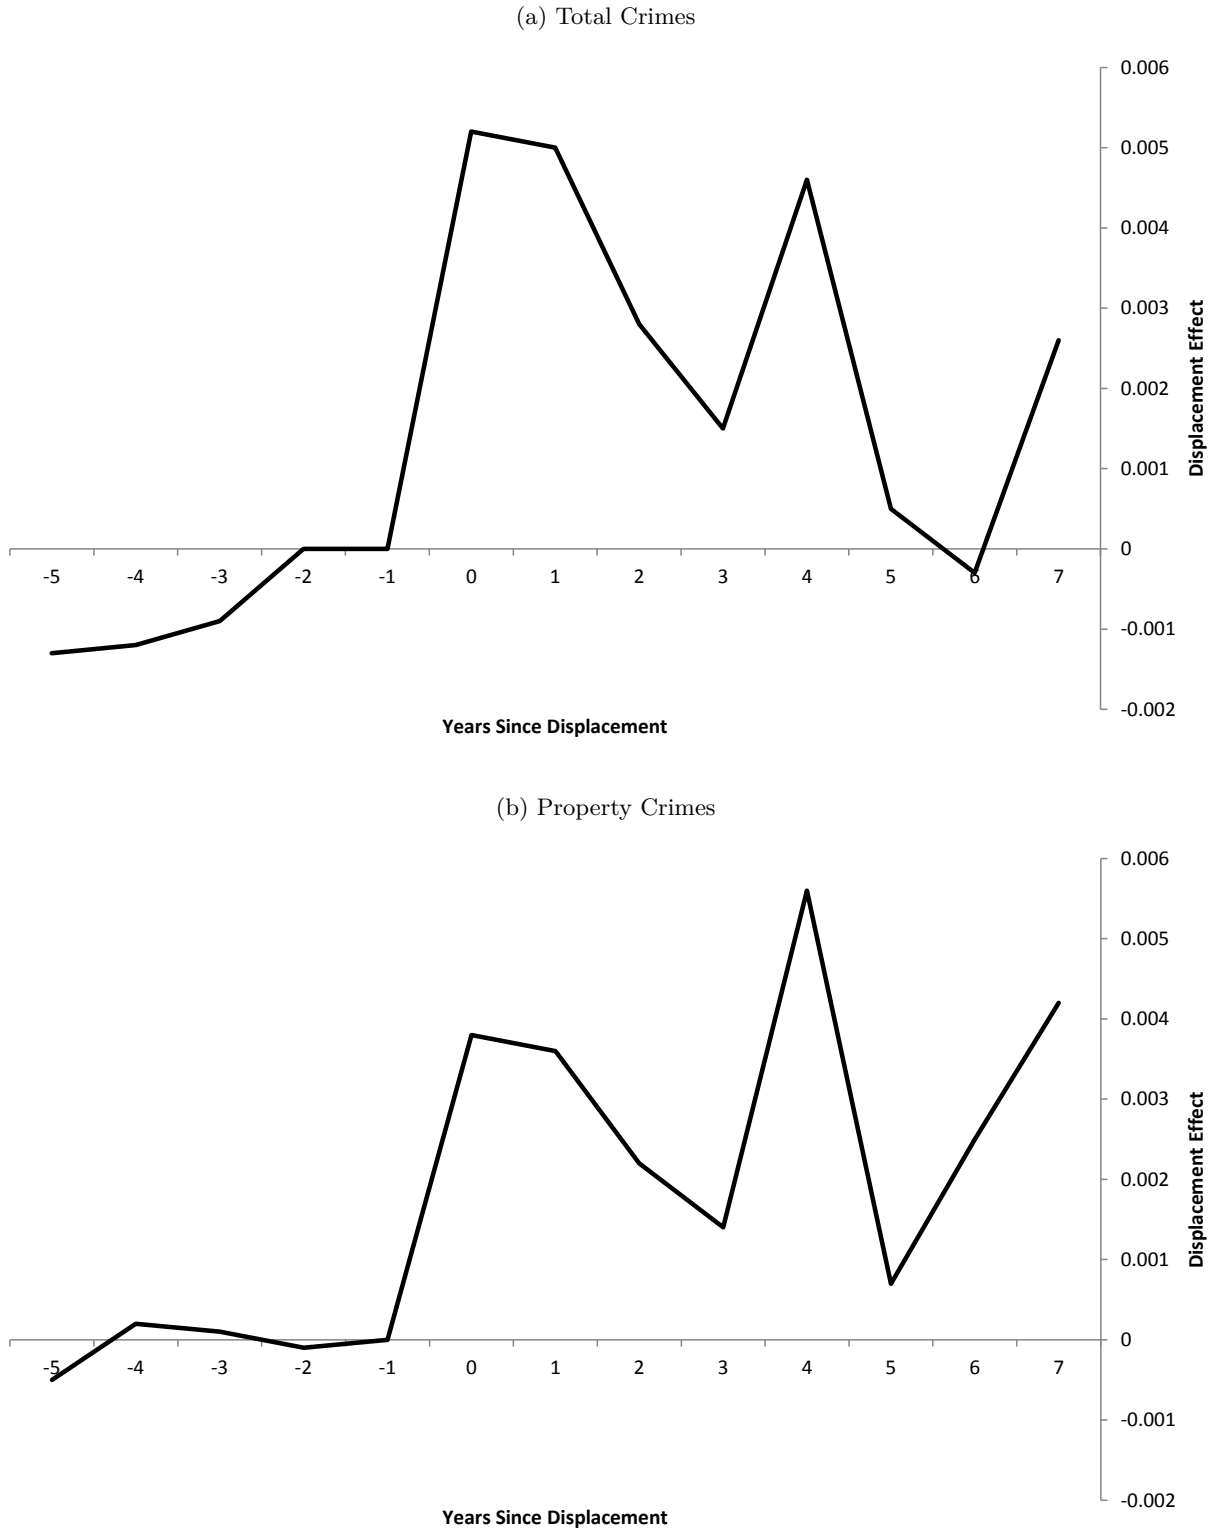 (a) Total Crimes
0.006
0.005
0.004
0.003
0.002
0.001
0
-0.001
-0.002
Displacement Effect
-5 -4 -3 -2 -1 0 1 2 3 4 5 6 7
Years Since Displacement
(b) Property Crimes
0.006
0.005
0.004
0.003
0.002
0.001
0
-0.001
-0.002
Displacement Effect
-5 -4 -3 -2 -1 0 1 2 3 4 5 6 7
Years Since Displacement